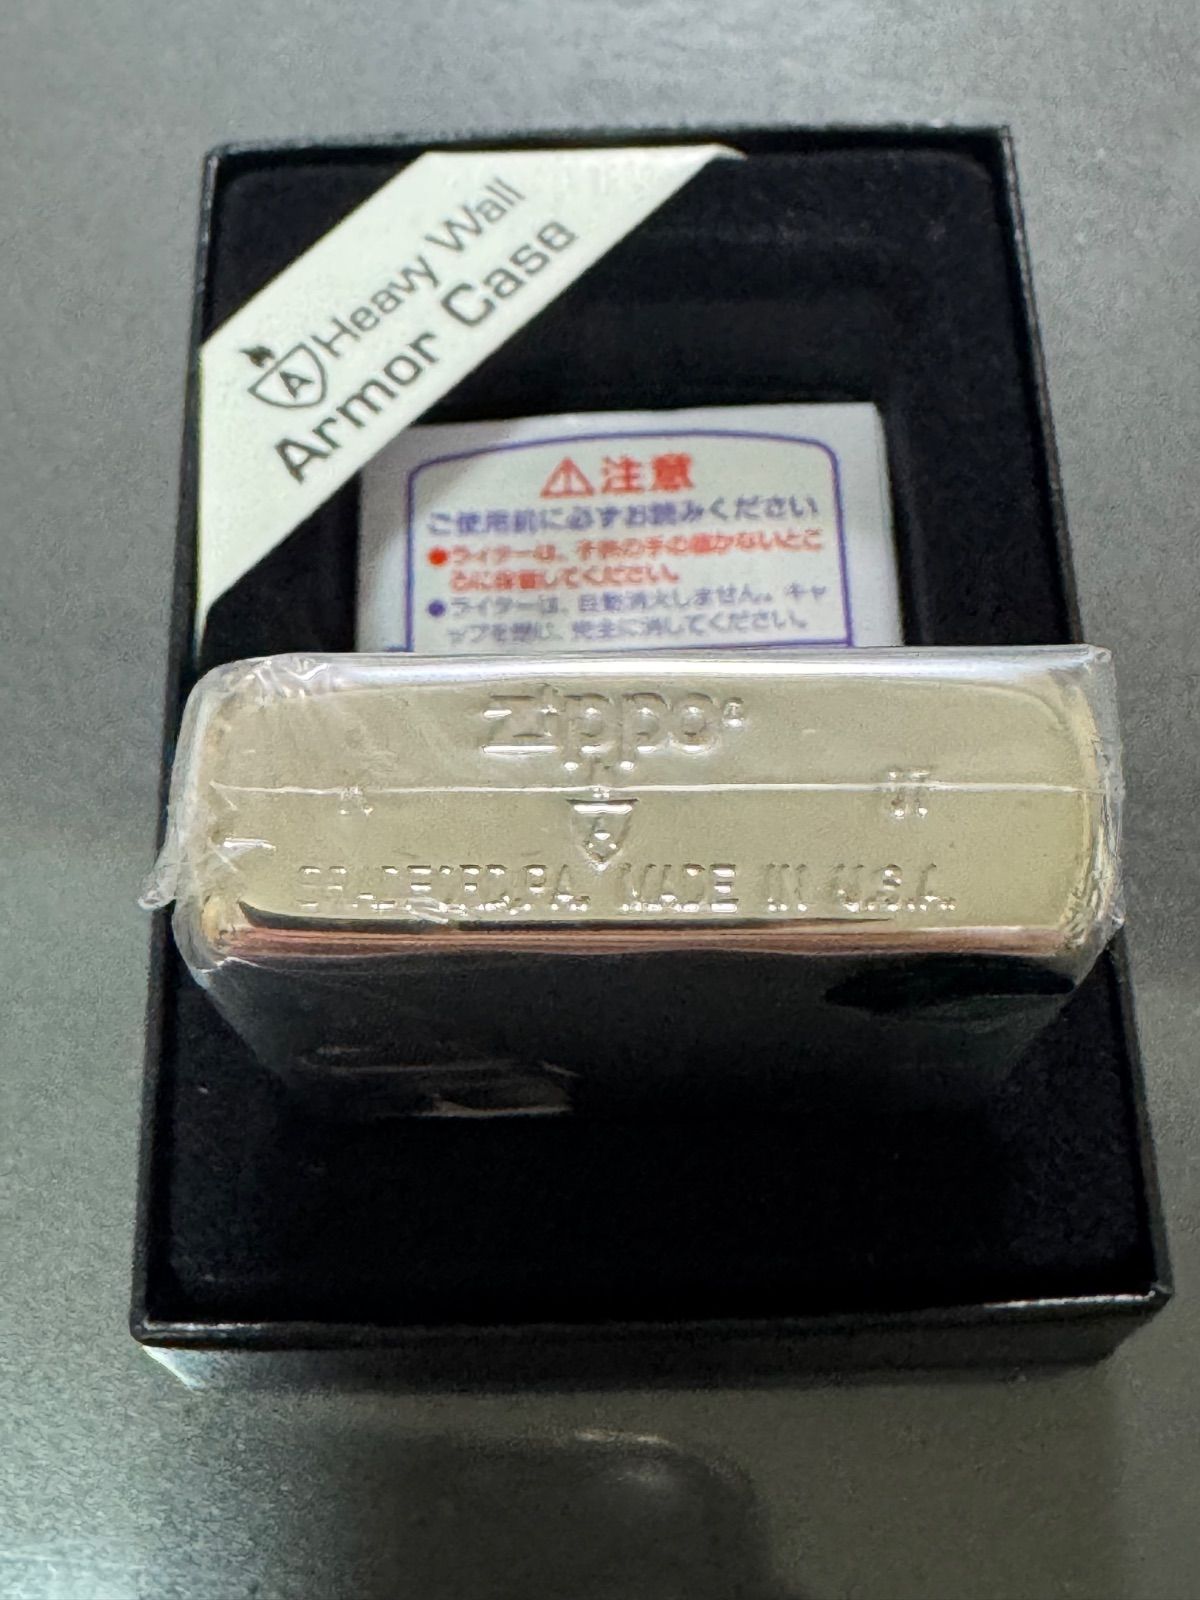 Heavy Wall
Armor Case
A
⚠注意
ご使用前に必ずお読みください
●ライターは、子供の手の届かないとこ
ろに保管してください。
●ライターは、自動消火しません。キャ
ップを閉じ、完全に消してください。
Zippo®
A
BRADFORD,PA. MADE IN U.S.A.